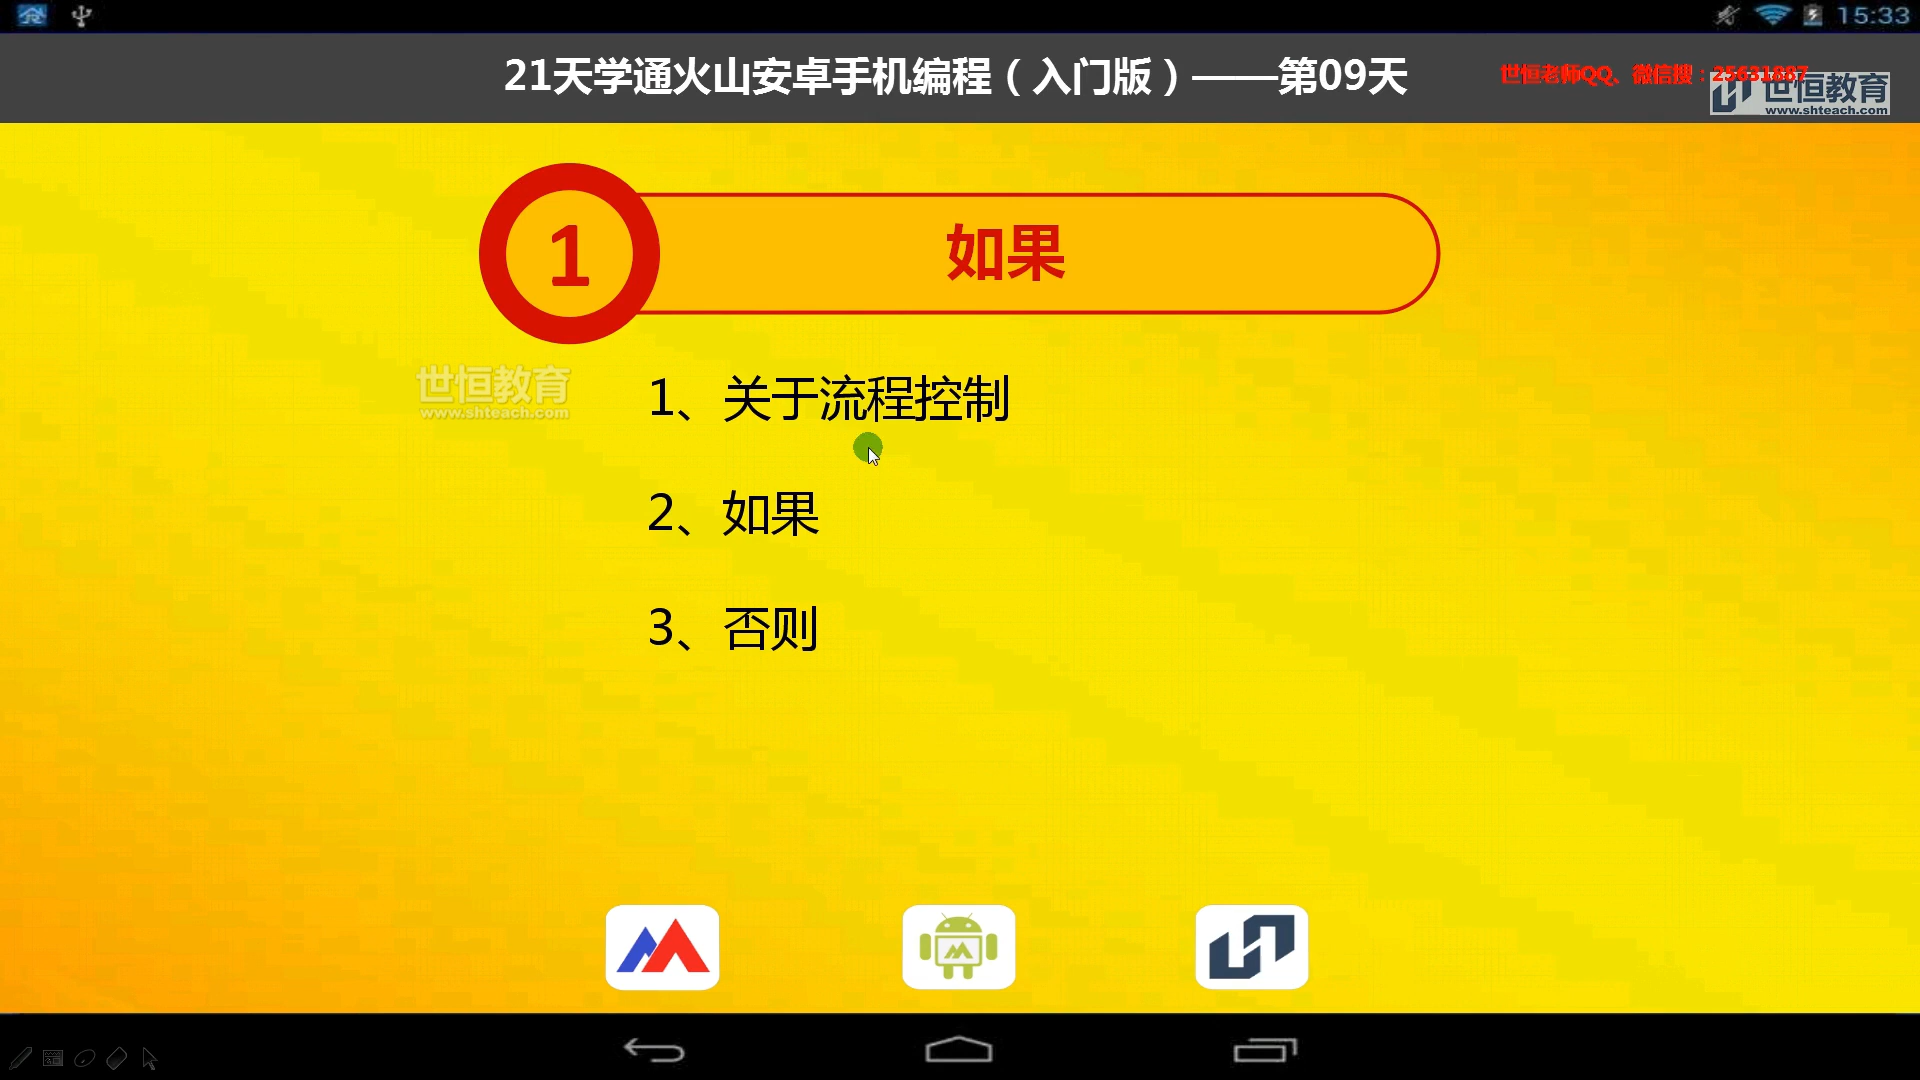 15:33
21天学通火山安卓手机编程（入门版）——第09天
世恒老师QQ、微信搜：25631887
世恒教育
www.shteach.com
1
如果
世恒教育
www.shteach.com
1、关于流程控制
2、如果
3、否则